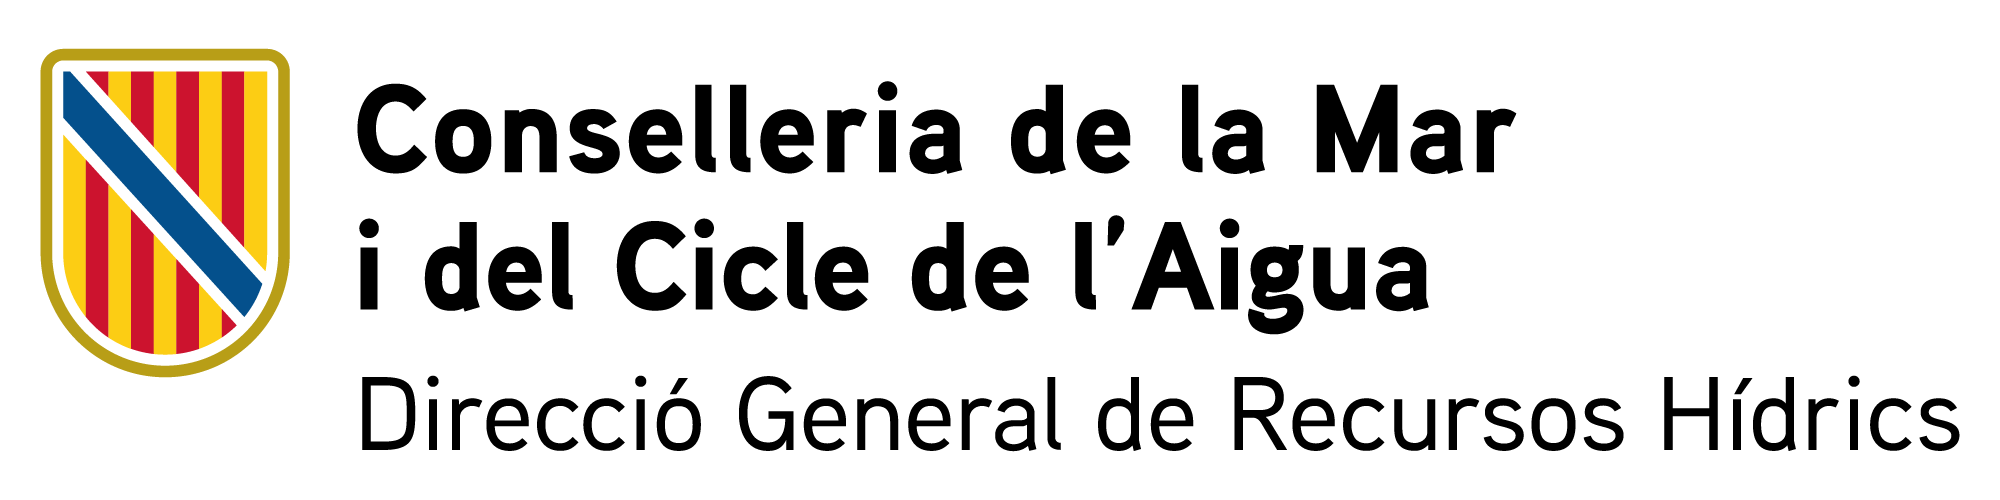 Conselleria de la Mar
i del Cicle de l’Aigua
Direcció General de Recursos Hídrics